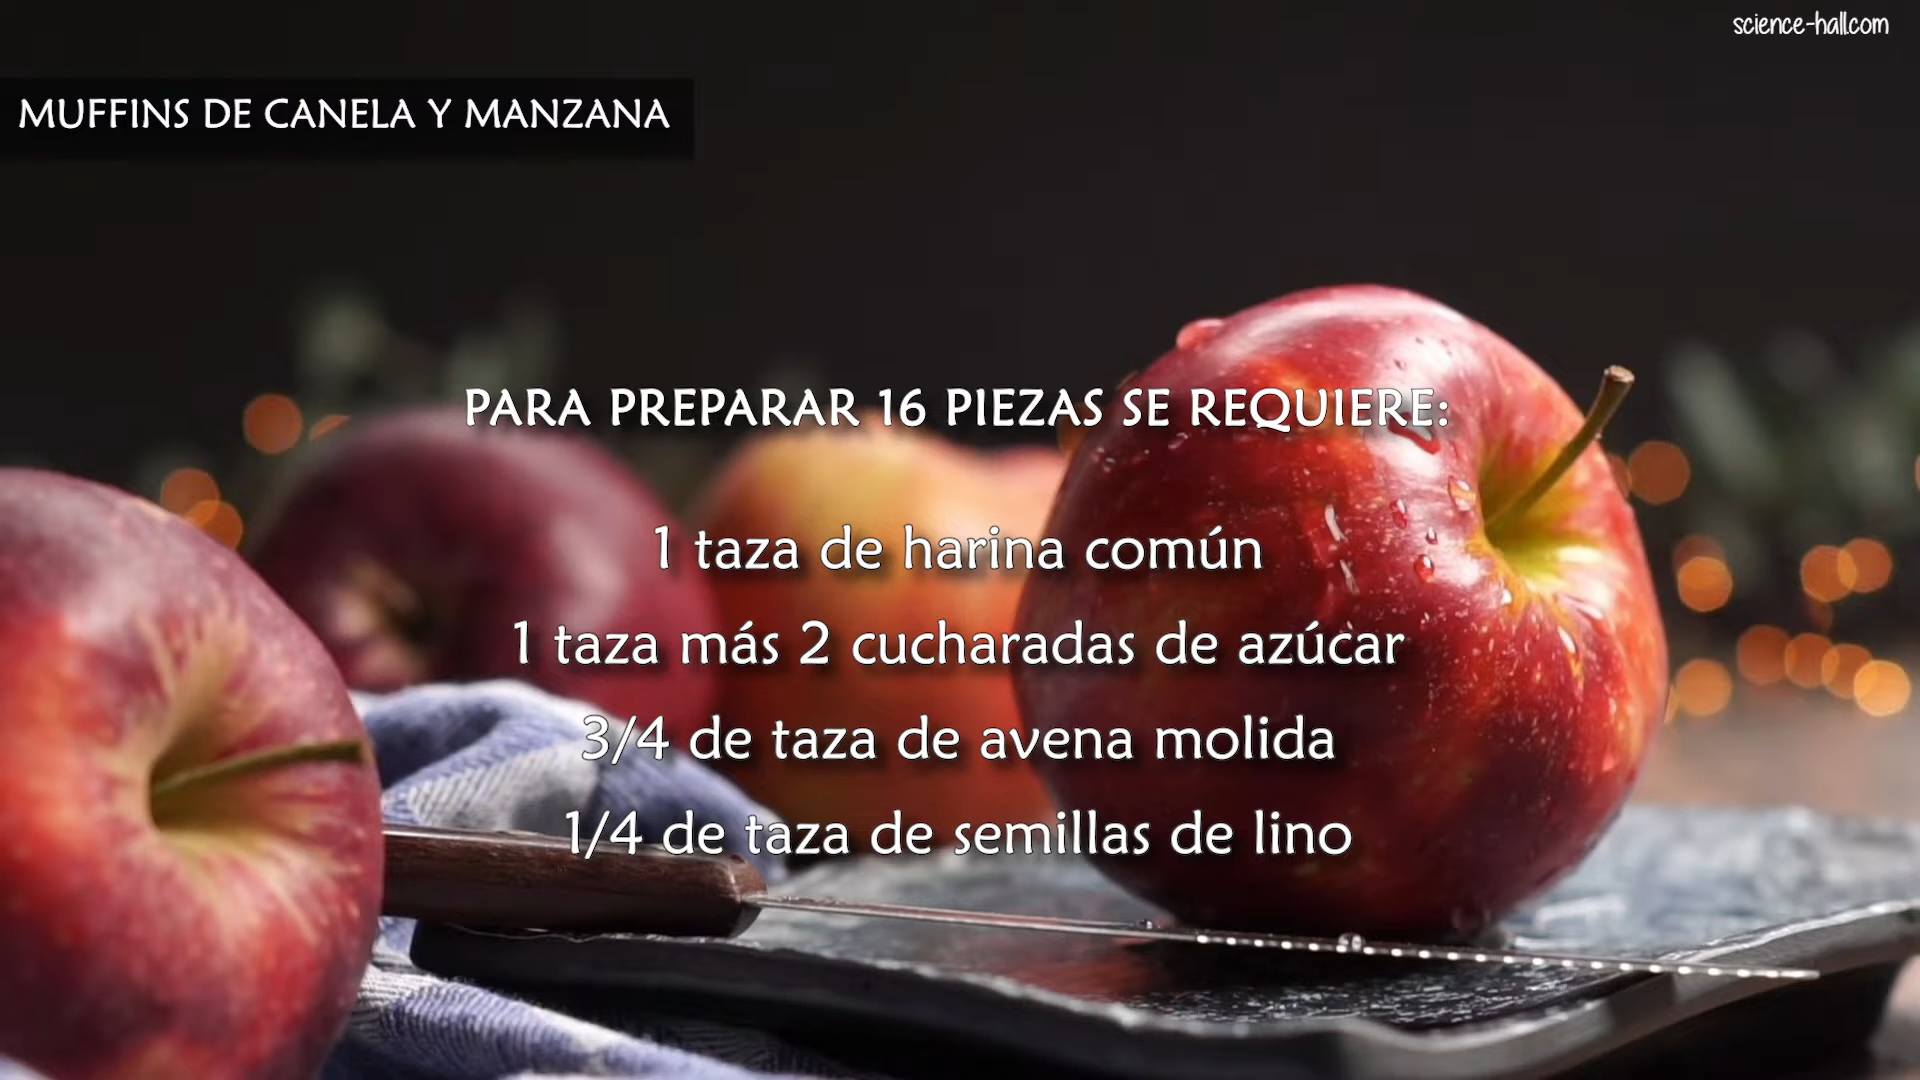 science-hall.com
MUFFINS DE CANELA Y MANZANA
PARA PREPARAR 16 PIEZAS SE REQUIERE:
1 taza de harina común
1 taza más 2 cucharadas de azúcar
3/4 de taza de avena molida
1/4 de taza de semillas de lino